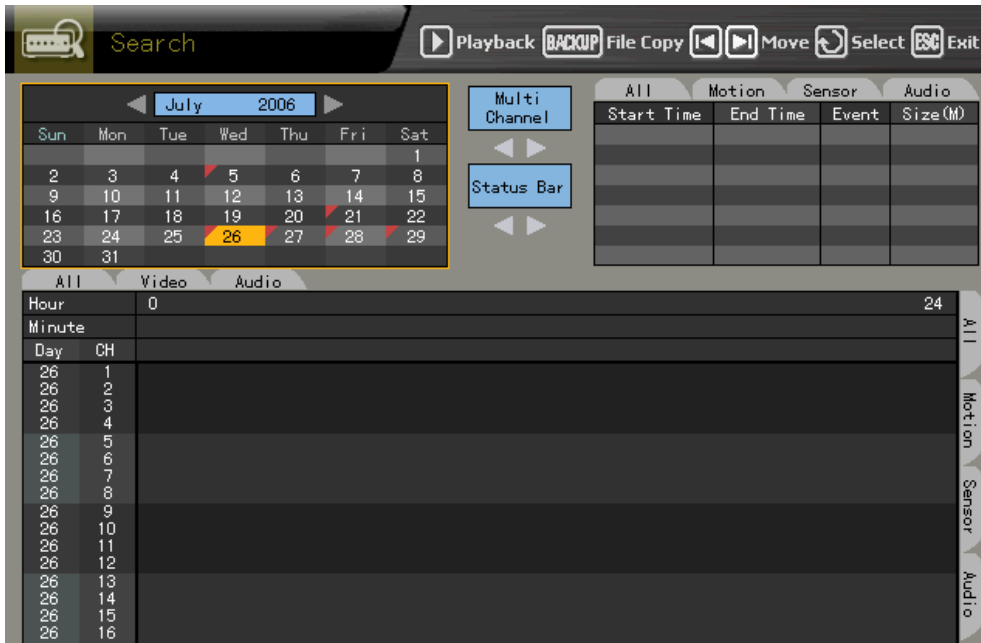 Search
Playback BACKUP File Copy Move Select ESC Exit
July 2006
Sun Mon Tue Wed Thu Fri Sat
1
2 3 4 5 6 7 8
9 10 11 12 13 14 15
16 17 18 19 20 21 22
23 24 25 26 27 28 29
30 31
Multi
Channel
Status Bar
All Motion Sensor Audio
Start Time End Time Event Size(M)
All Video Audio
Hour 0 24
Minute
Day CH
26 1
26 2
26 3
26 4
26 5
26 6
26 7
26 8
26 9
26 10
26 11
26 12
26 13
26 14
26 15
26 16
All
Motion
Sensor
Audio